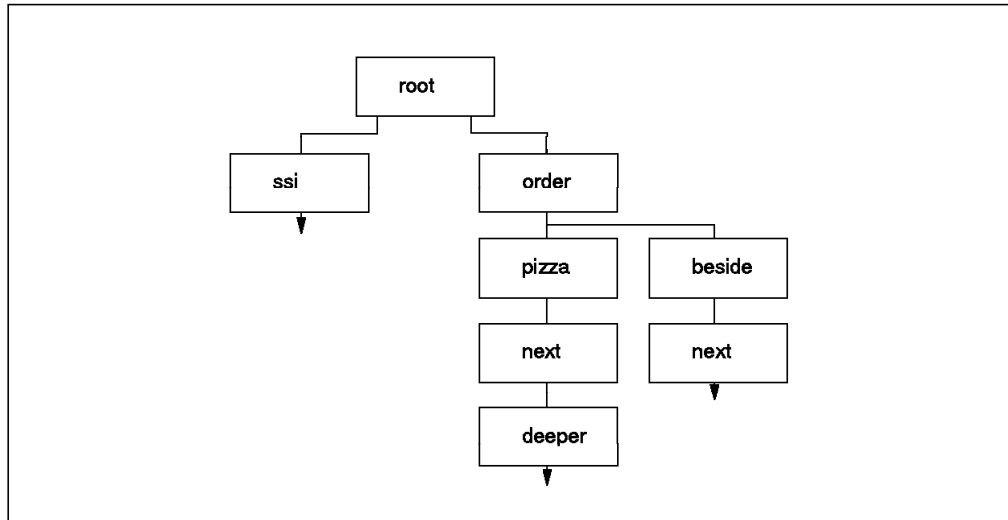 root
ssi
order
pizza
beside
next
next
deeper